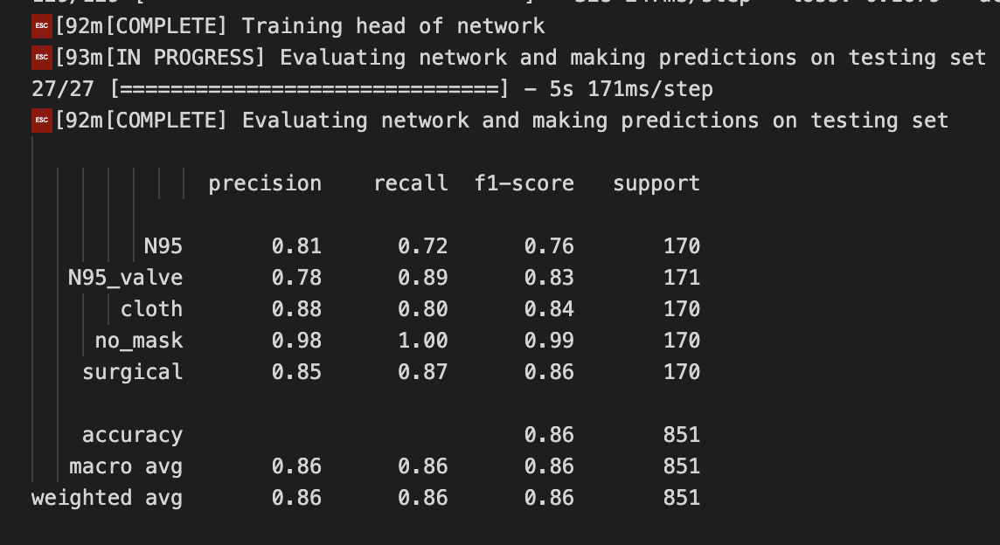 ESC[92m[COMPLETE] Training head of network
ESC[93m[IN PROGRESS] Evaluating network and making predictions on testing set
27/27 [==============================] - 5s 171ms/step
ESC[92m[COMPLETE] Evaluating network and making predictions on testing set
precision recall f1-score support
N95 0.81 0.72 0.76 170
N95_valve 0.78 0.89 0.83 171
cloth 0.88 0.80 0.84 170
no_mask 0.98 1.00 0.99 170
surgical 0.85 0.87 0.86 170
accuracy 0.86 851
macro avg 0.86 0.86 0.86 851
weighted avg 0.86 0.86 0.86 851